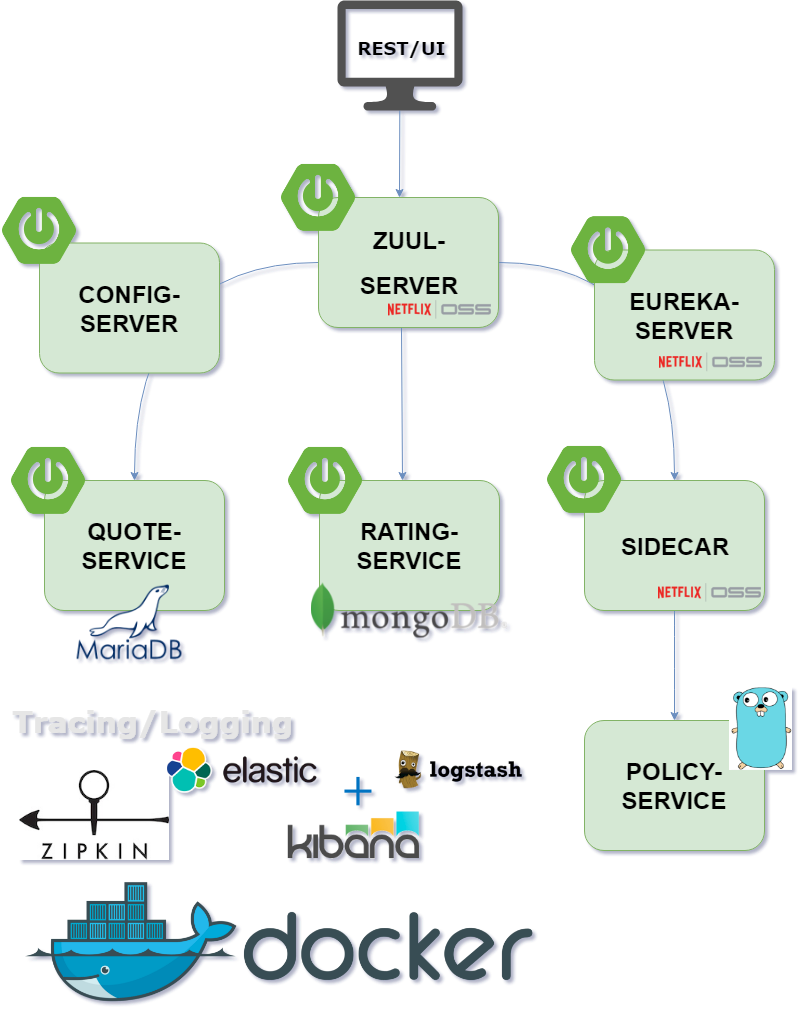 REST/UI
ZUUL-
SERVER
NETFLIX OSS
CONFIG-
SERVER
EUREKA-
SERVER
NETFLIX OSS
QUOTE-
SERVICE
MariaDB
RATING-
SERVICE
mongoDB
SIDECAR
NETFLIX OSS
Tracing/Logging
elastic
logstash
+
ZIPKIN
kibana
POLICY-
SERVICE
docker